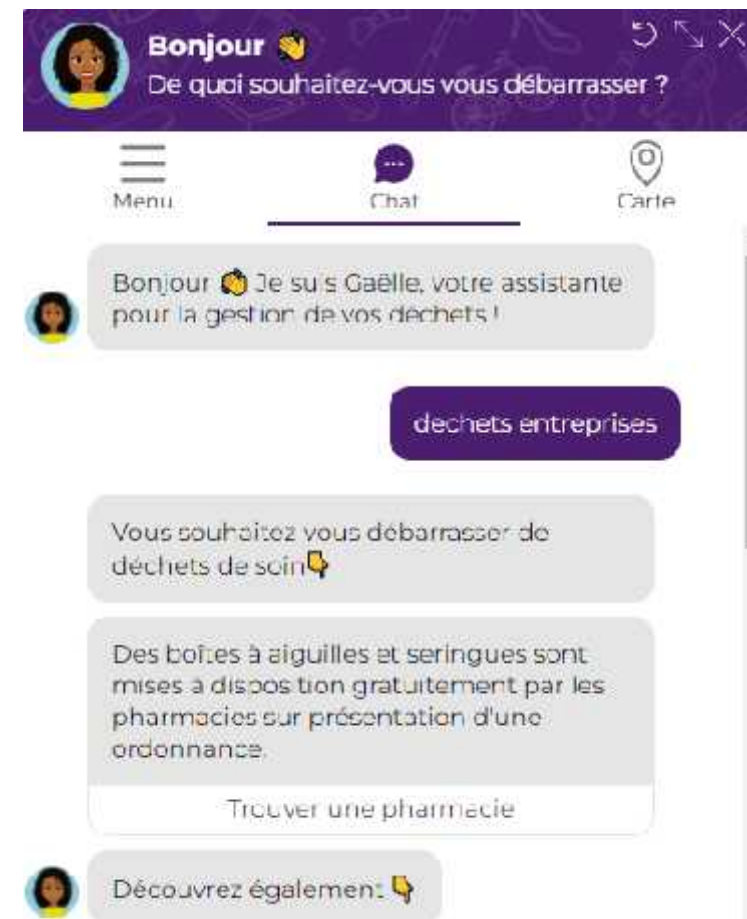 Bonjour 👏
De quoi souhaitez-vous vous débarrasser ?
Menu
Chat
Carte
Bonjour 👏 Je suis Gaëlle, votre assistante
pour la gestion de vos déchets !
dechets entreprises
Vous souhaitez vous débarrasser de
déchets de soin👇
Des boîtes à aiguilles et seringues sont
mises à disposition gratuitement par les
pharmacies sur présentation d'une
ordonnance.
Trouver une pharmacie
Découvrez également 👇